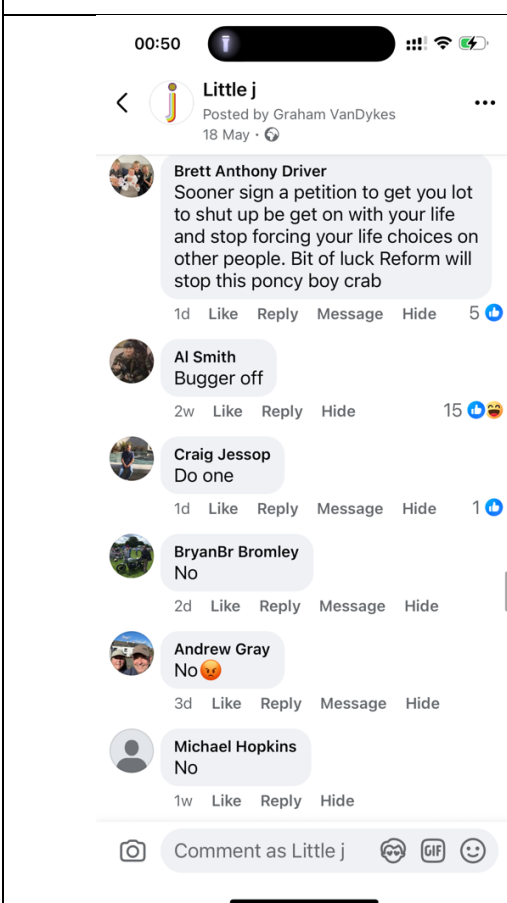 00:50
Little j
Posted by Graham VanDykes
18 May ·
Brett Anthony Driver
Sooner sign a petition to get you lot
to shut up be get on with your life
and stop forcing your life choices on
other people. Bit of luck Reform will
stop this poncy boy crab
1d Like Reply Message Hide 5
Al Smith
Bugger off
2w Like Reply Hide 15
Craig Jessop
Do one
1d Like Reply Message Hide 1
BryanBr Bromley
No
2d Like Reply Message Hide
Andrew Gray
No😡
3d Like Reply Message Hide
Michael Hopkins
No
1w Like Reply Hide
Comment as Little j GIF